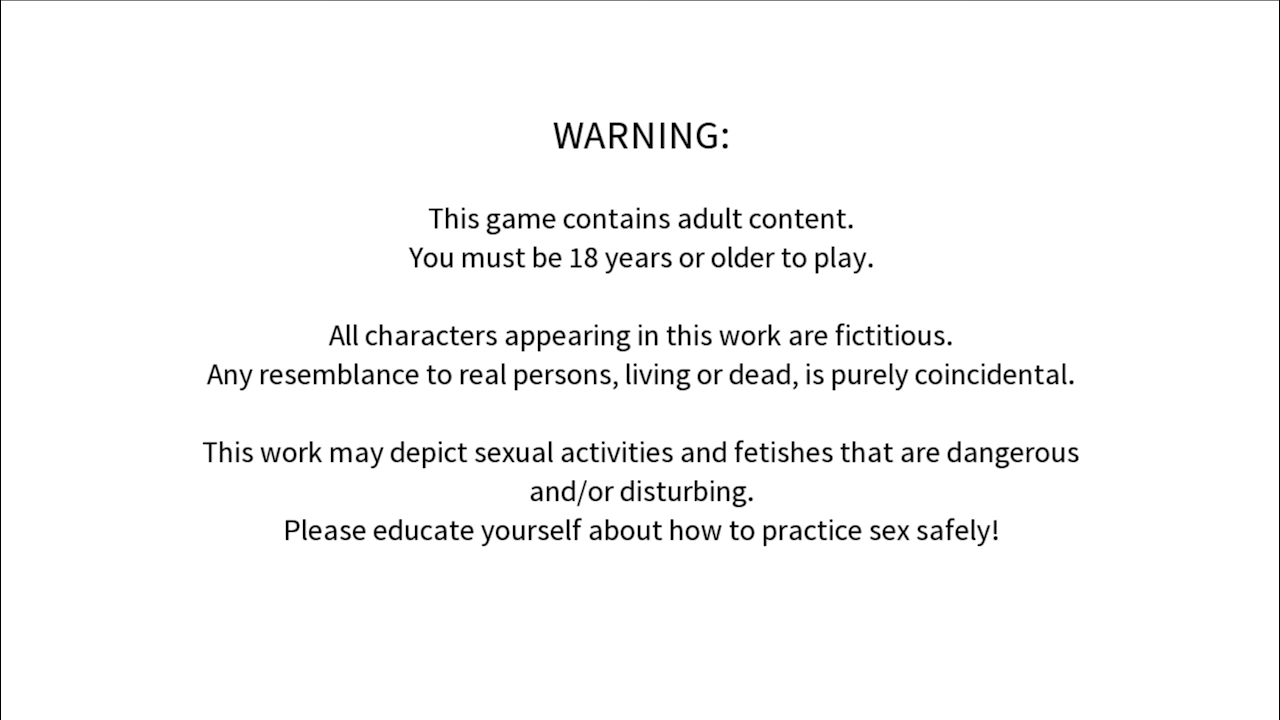 WARNING:
This game contains adult content.
You must be 18 years or older to play.
All characters appearing in this work are fictitious.
Any resemblance to real persons, living or dead, is purely coincidental.
This work may depict sexual activities and fetishes that are dangerous
and/or disturbing.
Please educate yourself about how to practice sex safely!